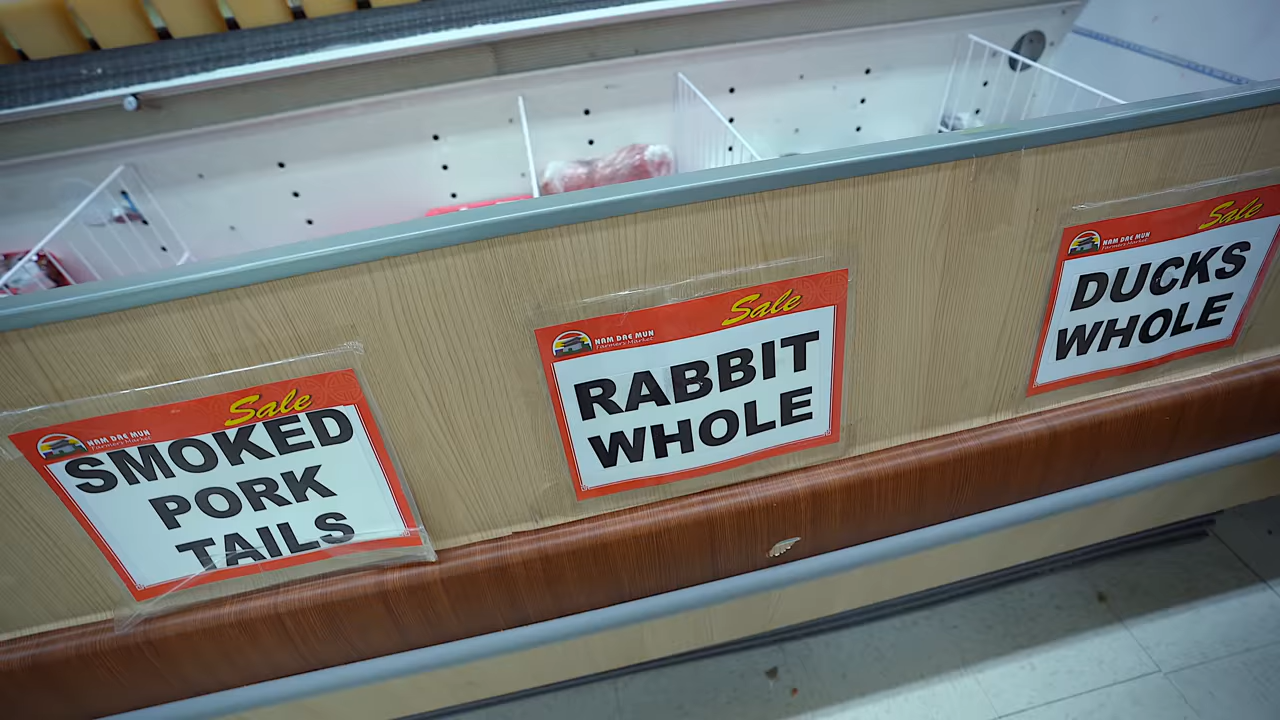 Sale
NAM DAE MUN
Farmers Market
SMOKED
PORK
TAILS
Sale
NAM DAE MUN
Farmers Market
RABBIT
WHOLE
Sale
NAM DAE MUN
Farmers Market
DUCKS
WHOLE